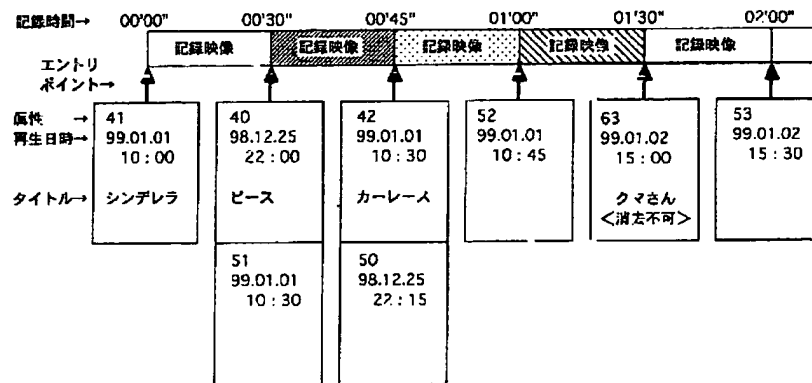 記録時間→ 00'00" 00'30" 00'45" 01'00" 01'30" 02'00"
記録映像 記録映像 記録映像 記録映像 記録映像
エントリ
ポイント→
属性 → 41 40 42 52 63 53
再生日時→ 99.01.01 98.12.25 99.01.01 99.01.01 99.01.02 99.01.02
10:00 22:00 10:30 10:45 15:00 15:30
タイトル→ シンデレラ ピース カーレース クマさん
<消去不可>
51 50
99.01.01 98.12.25
10:30 22:15